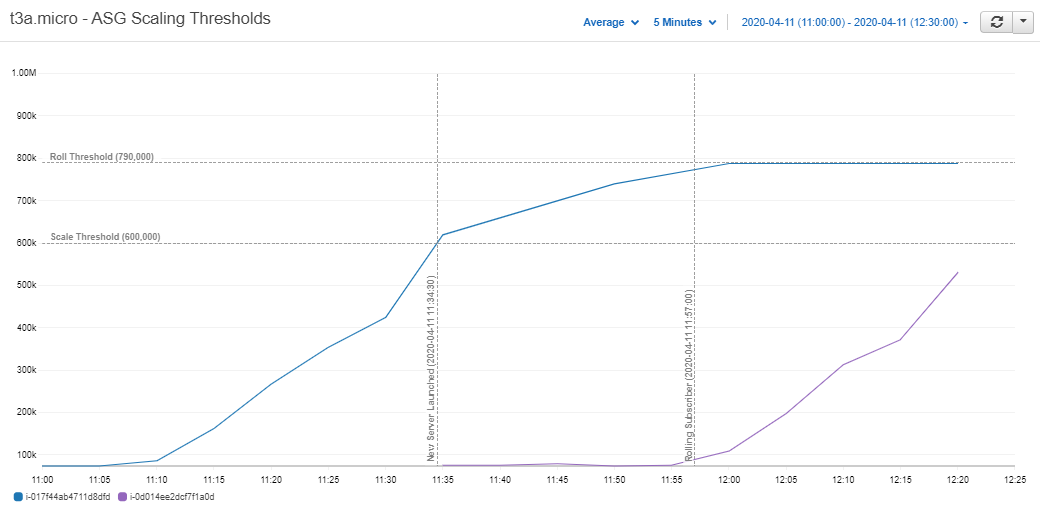 t3a.micro - ASG Scaling Thresholds
Average 5 Minutes 2020-04-11 (11:00:00) - 2020-04-11 (12:30:00)
1.00M
900k
800k
Roll Threshold (790,000)
700k
600k
Scale Threshold (600,000)
500k
400k
300k
200k
100k
New Server Launched (2020-04-11 11:34:30)
Rolling Subscriber (2020-04-11 11:57:00)
11:00 11:05 11:10 11:15 11:20 11:25 11:30 11:35 11:40 11:45 11:50 11:55 12:00 12:05 12:10 12:15 12:20 12:25
i-017f44ab4711d8dfd i-0d014ee2dcf7f1a0d